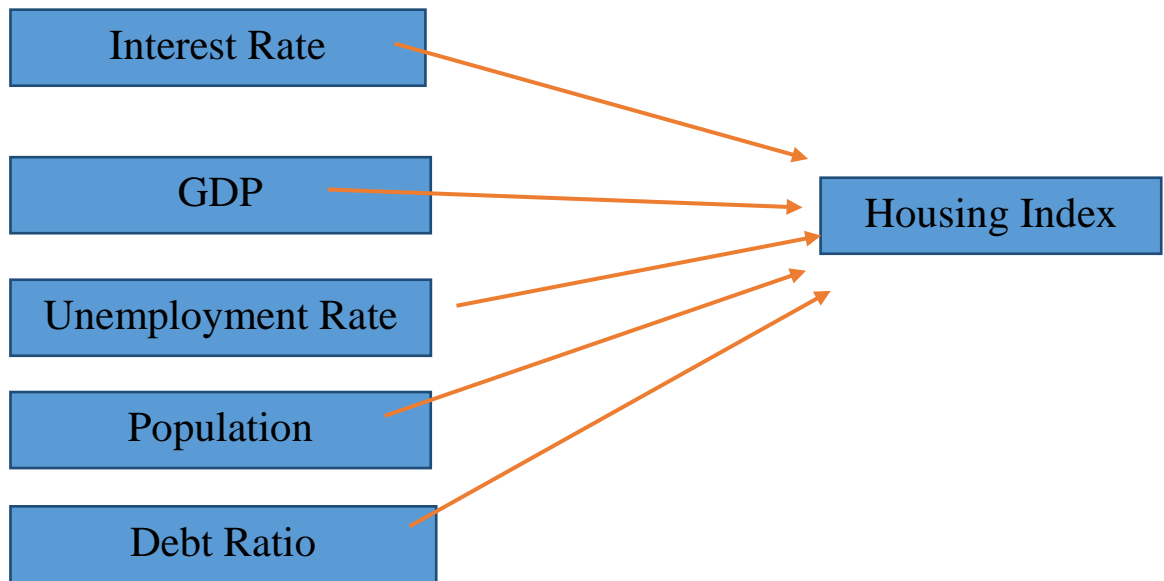 Interest Rate
GDP
Housing Index
Unemployment Rate
Population
Debt Ratio